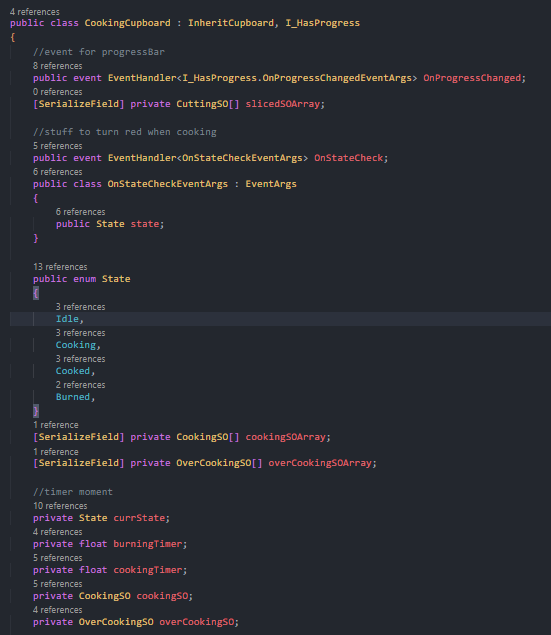 4 references
public class CookingCupboard : InheritCupboard, I_HasProgress
{
//event for progressBar
8 references
public event EventHandler<I_HasProgress.OnProgressChangedEventArgs> OnProgressChanged;
0 references
[SerializeField] private CuttingSO[] slicedSOArray;
//stuff to turn red when cooking
5 references
public event EventHandler<OnStateCheckEventArgs> OnStateCheck;
6 references
public class OnStateCheckEventArgs : EventArgs
{
6 references
public State state;
}
13 references
public enum State
{
3 references
Idle,
3 references
Cooking,
3 references
Cooked,
2 references
Burned,
}
1 reference
[SerializeField] private CookingSO[] cookingSOArray;
1 reference
[SerializeField] private OverCookingSO[] overCookingSOArray;
//timer moment
10 references
private State currState;
4 references
private float burningTimer;
5 references
private float cookingTimer;
5 references
private CookingSO cookingSO;
4 references
private OverCookingSO overCookingSO;